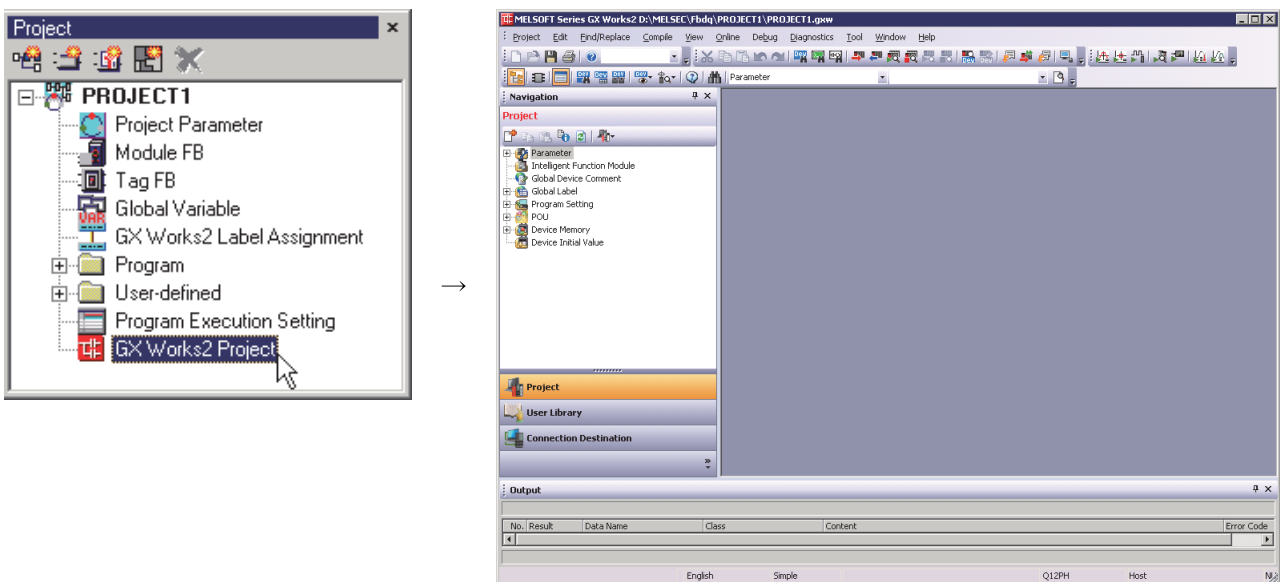 Project
PROJECT1
Project Parameter
Module FB
Tag FB
Global Variable
GX Works2 Label Assignment
Program
User-defined
Program Execution Setting
GX Works2 Project
→
MELSOFT Series GX Works2 D:\MELSEC\Fbdq\PROJECT1\PROJECT1.gxw
Project Edit Find/Replace Compile View Online Debug Diagnostics Tool Window Help
Parameter
Navigation
Project
Parameter
Intelligent Function Module
Global Device Comment
Global Label
Program Setting
POU
Device Memory
Device Initial Value
Project
User Library
Connection Destination
Output
No. Result Data Name Class Content Error Code
English Simple Q12PH Host